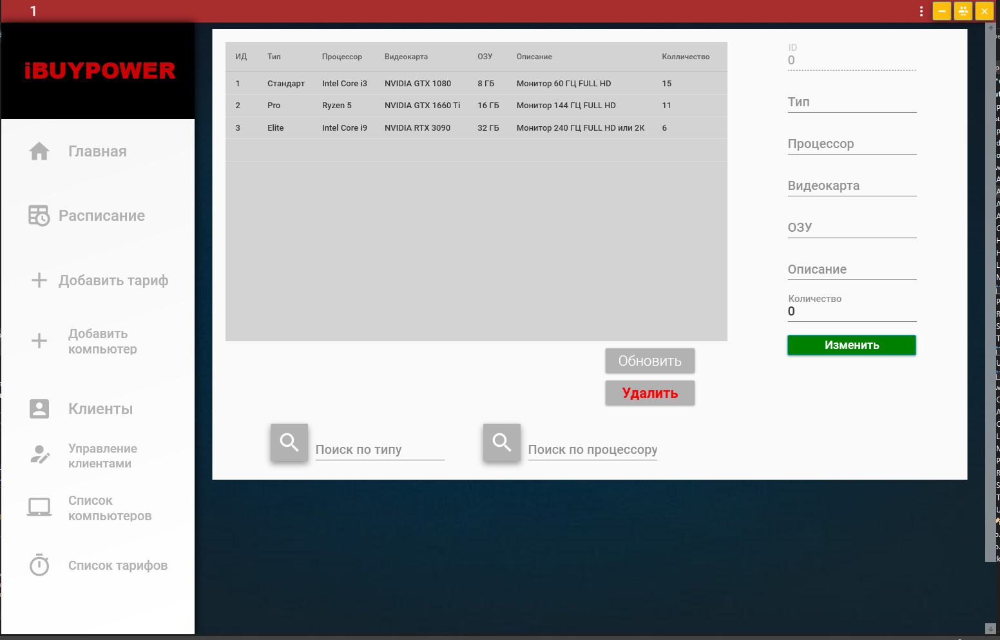 1
iBUYPOWER
Главная
Расписание
Добавить тариф
Добавить
компьютер
Клиенты
Управление
клиентами
Список
компьютеров
Список тарифов
ИД Тип Процессор Видеокарта ОЗУ Описание Колличество
1 Стандарт Intel Core i3 NVIDIA GTX 1080 8 ГБ Монитор 60 ГЦ FULL HD 15
2 Pro Ryzen 5 NVIDIA GTX 1660 Ti 16 ГБ Монитор 144 ГЦ FULL HD 11
3 Elite Intel Core i9 NVIDIA RTX 3090 32 ГБ Монитор 240 ГЦ FULL HD или 2K 6
Обновить
Удалить
Поиск по типу
Поиск по процессору
ID
0
Тип
Процессор
Видеокарта
ОЗУ
Описание
Количество
0
Изменить